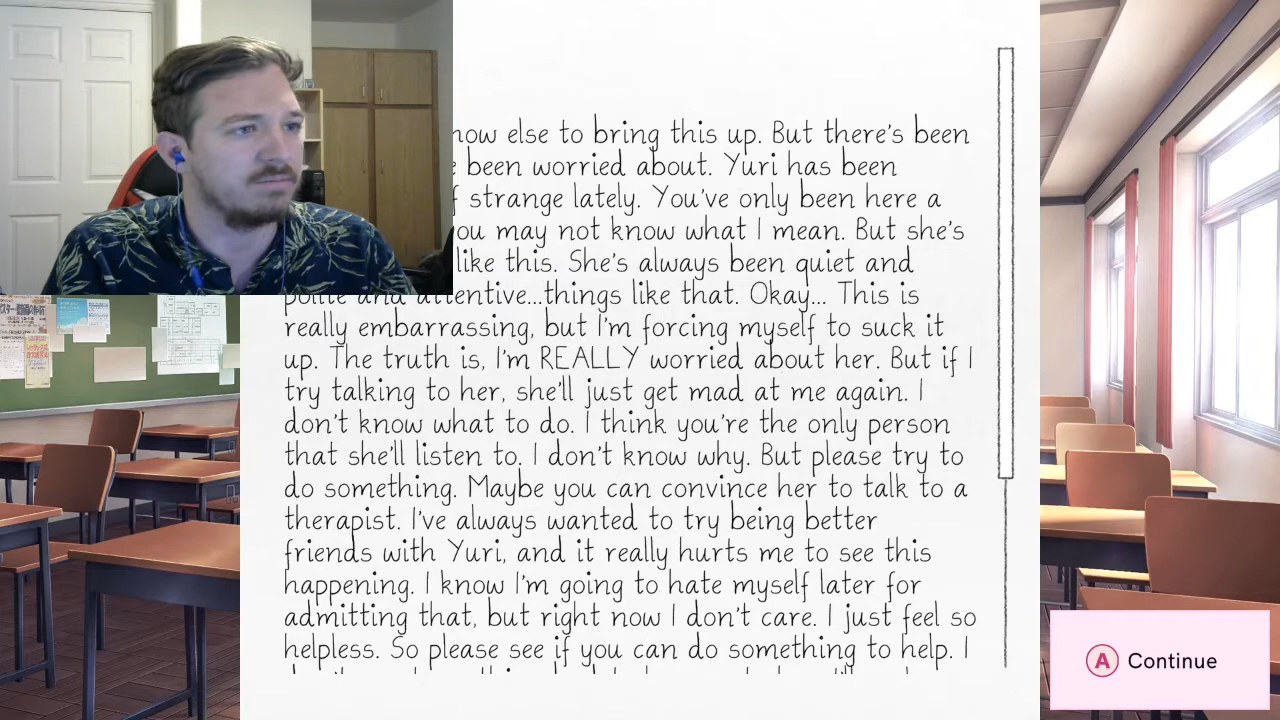 now else to bring this up. But there's been
been worried about. Yuri has been
strange lately. You've only been here a
ou may not know what I mean. But she's
like this. She's always been quiet and
polite and attentive...things like that. Okay... This is
really embarrassing, but I'm forcing myself to suck it
up. The truth is, I'm REALLY worried about her. But if I
try talking to her, she'll just get mad at me again. I
don't know what to do. I think you're the only person
that she'll listen to. I don't know why. But please try to
do something. Maybe you can convince her to talk to a
therapist. I've always wanted to try being better
friends with Yuri, and it really hurts me to see this
happening. I know I'm going to hate myself later for
admitting that, but right now I don't care. I just feel so
helpless. So please see if you can do something to help. I
A Continue